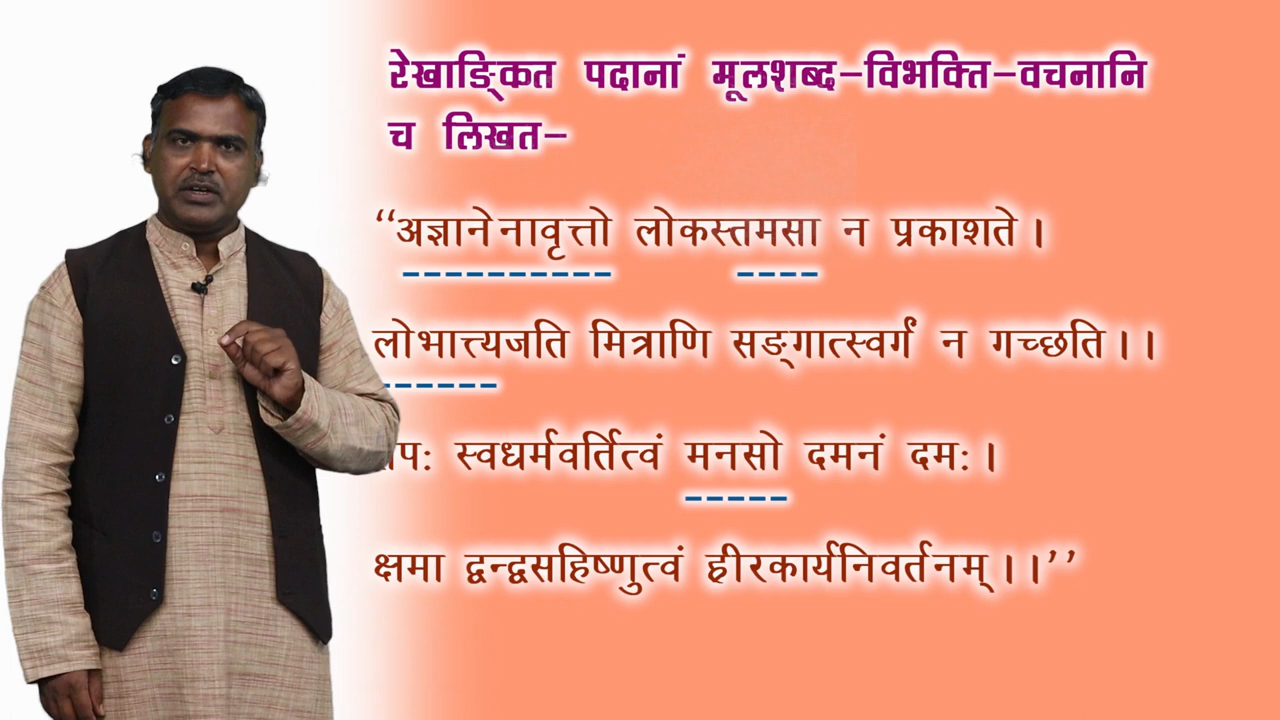 रेखाङ्कित पदानां मूलशब्द-विभक्ति-वचनानि
च लिखत-
“अज्ञानेनावृत्तो लोकस्तमसा न प्रकाशते।
लोभात्त्यजति मित्राणि सङ्गात्स्वर्गं न गच्छति।।
स्वधर्मवर्तित्वं मनसो दमनं दमः।
क्षमा द्वन्द्वसहिष्णुत्वं ह्रीरकार्यनिवर्तनम्।।’’